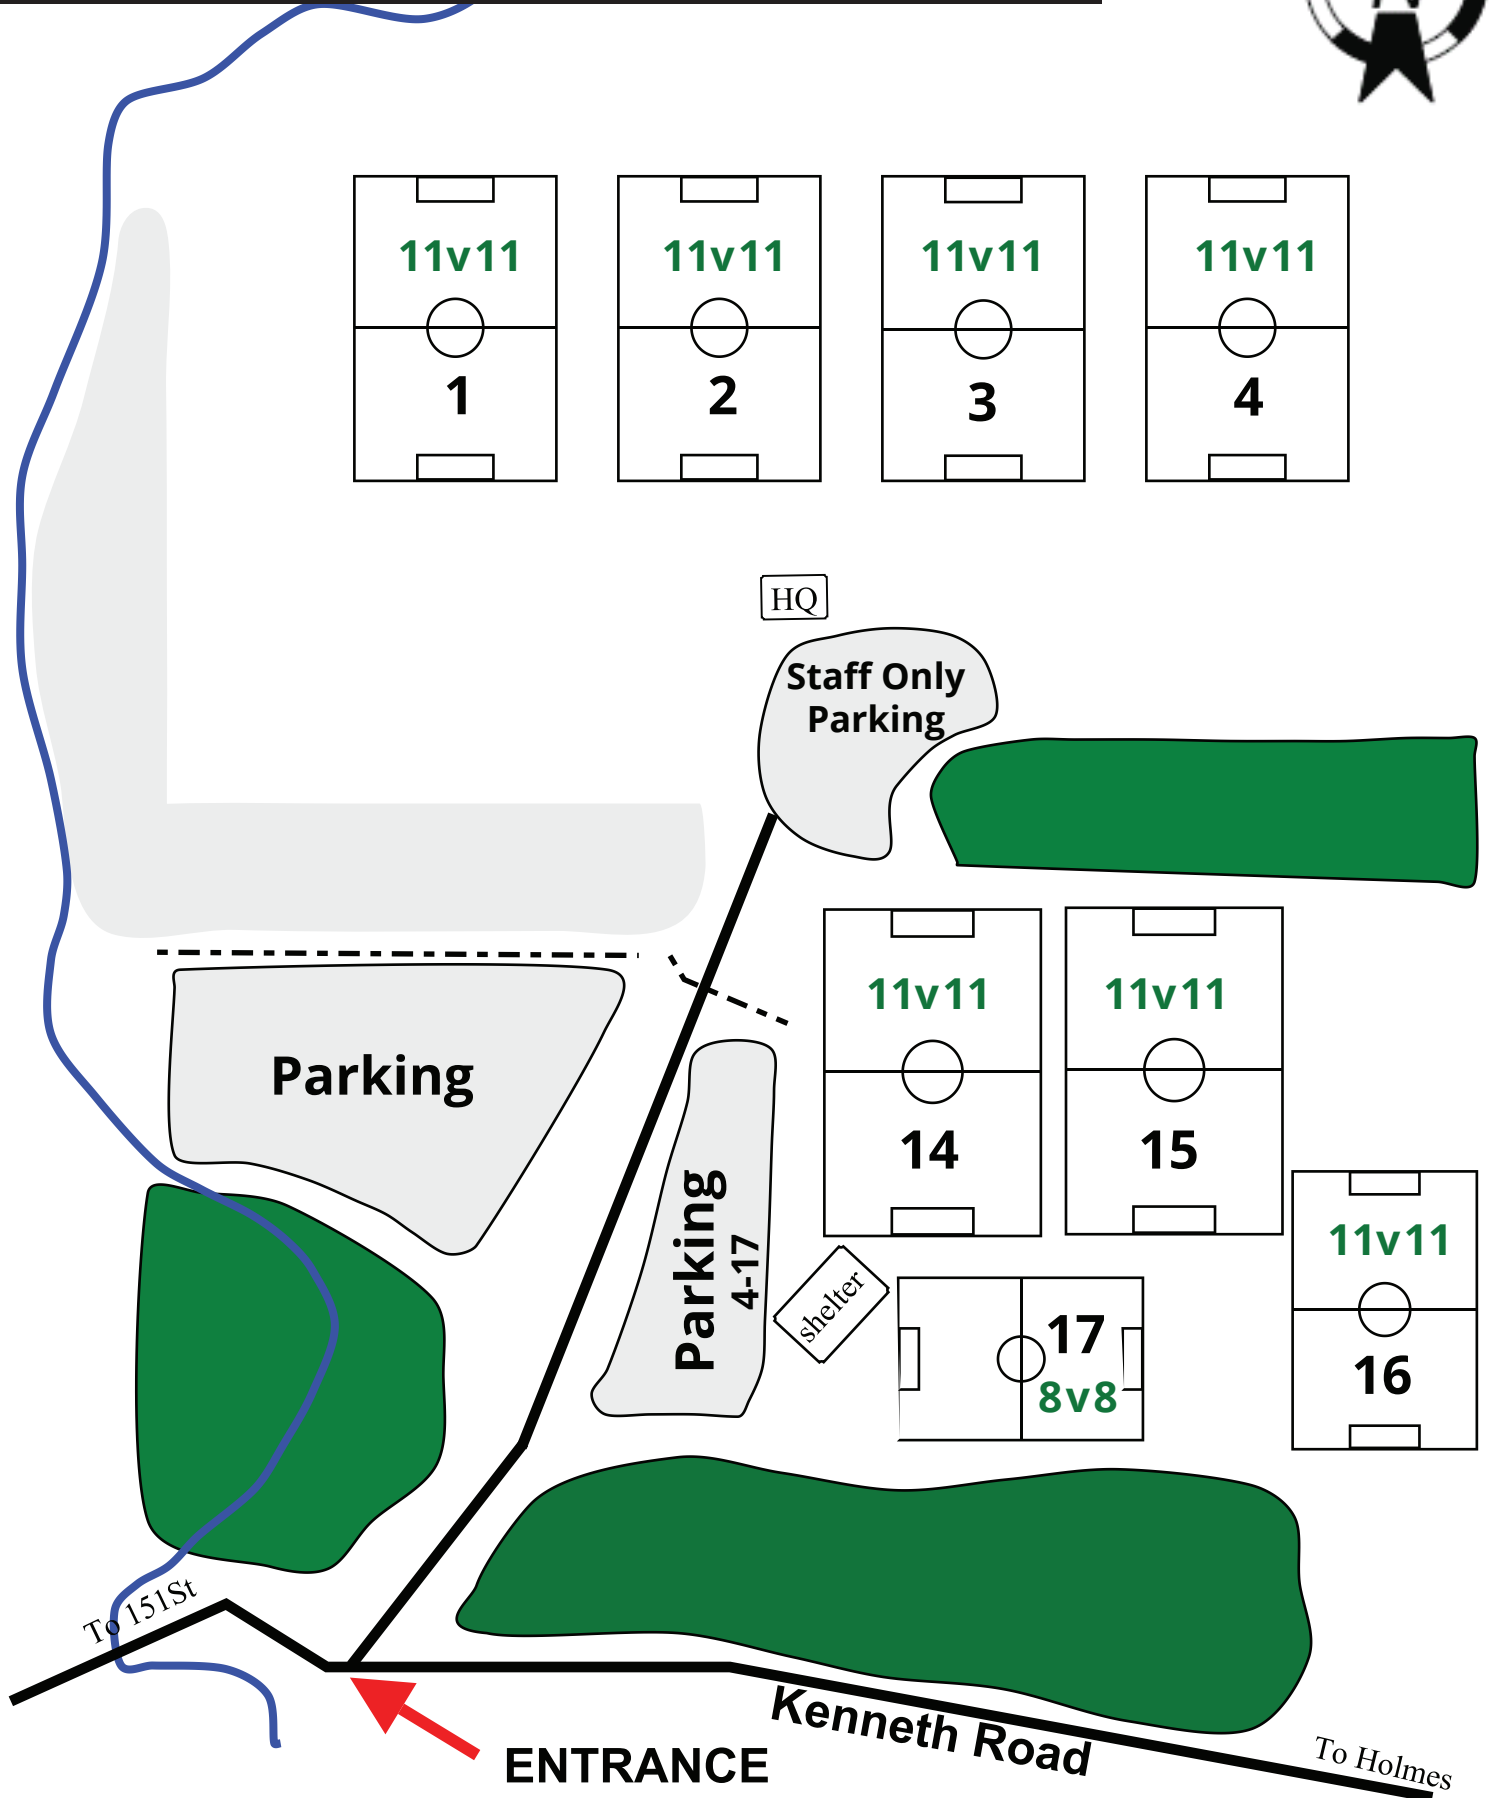 11v11
11v11
11v11
11v11
1
2
3
4
HQ
Staff Only
Parking
11v11
11v11
Parking
14
15
Parking
4-17
11v11
shelter
17
16
8v8
To 151St
Kenneth Road
ENTRANCE
To Holmes